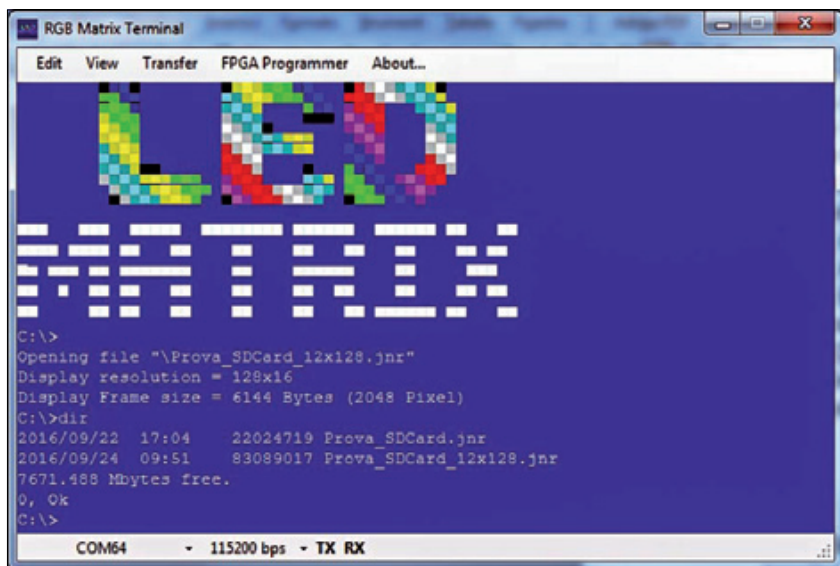 RGB Matrix Terminal
Edit View Transfer FPGA Programmer About...
LED
MATRIX
C:\>
Opening file "\Prova_SDCard_12x128.jnr"
Display resolution = 128x16
Display Frame size = 6144 Bytes (2048 Pixel)
C:\>dir
2016/09/22 17:04 22024719 Prova_SDCard.jnr
2016/09/24 09:51 83089017 Prova_SDCard_12x128.jnr
7671.488 Mbytes free.
0, Ok
C:\>
COM64 115200 bps TX RX